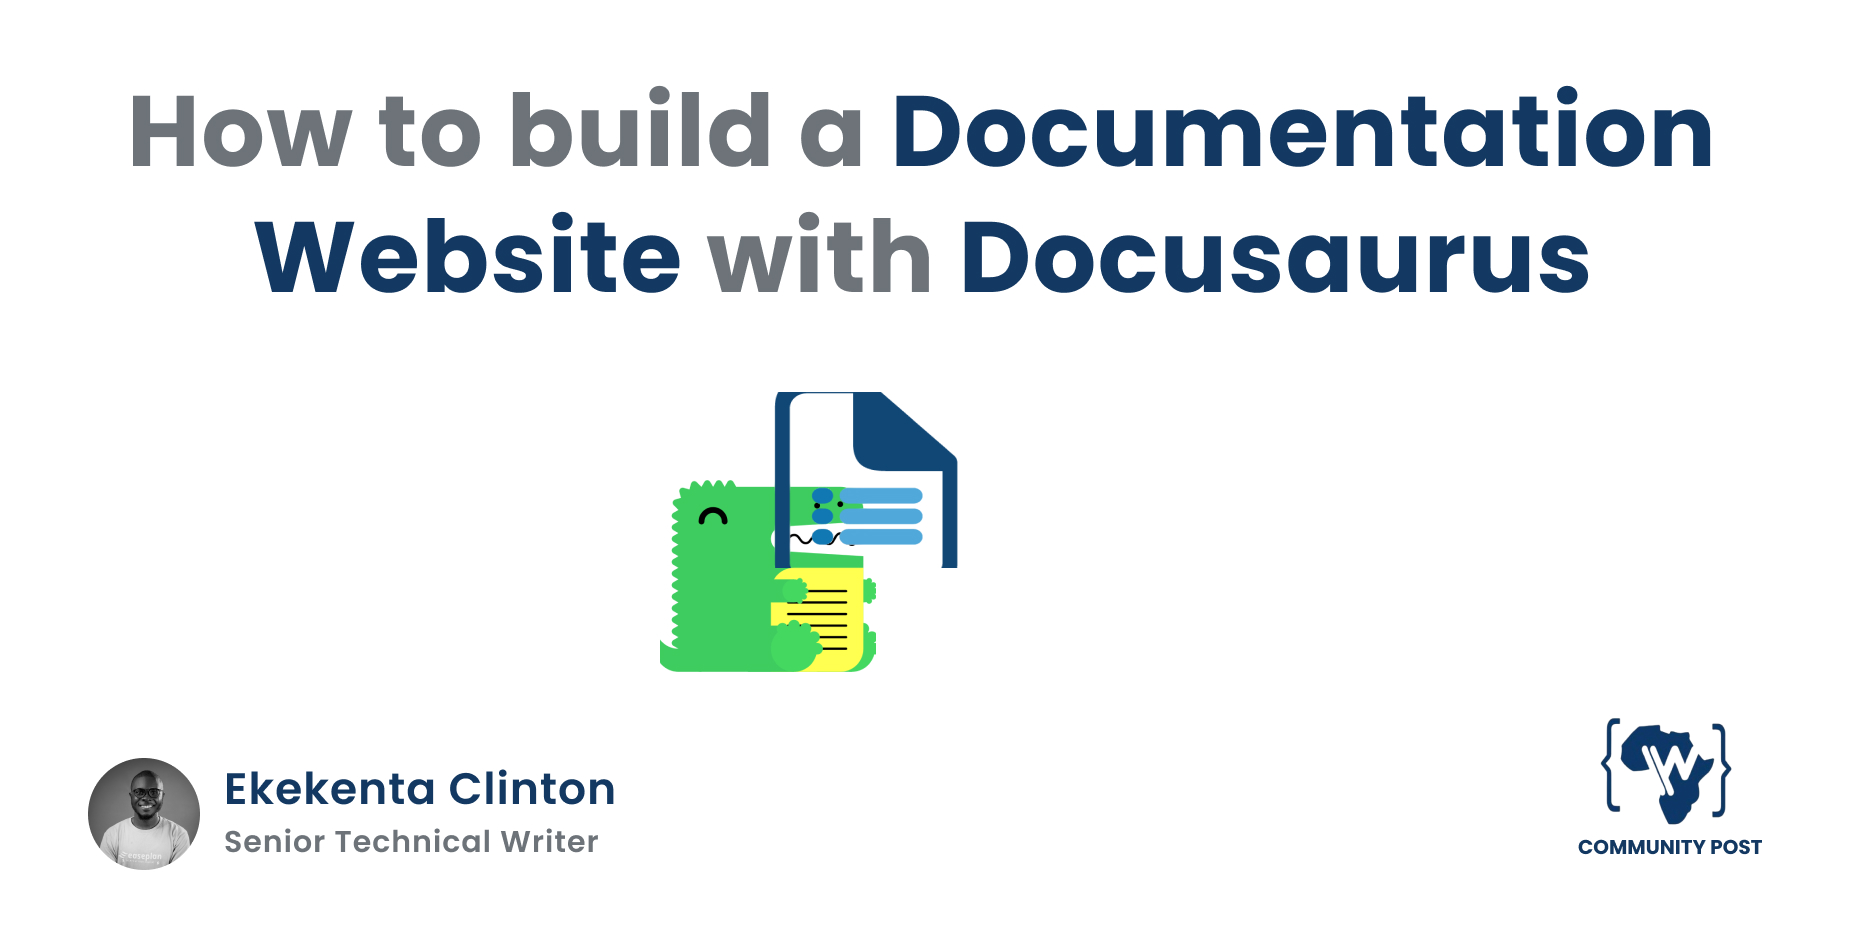 How to build a Documentation
Website with Docusaurus
Ekekenta Clinton
Senior Technical Writer
W
COMMUNITY POST